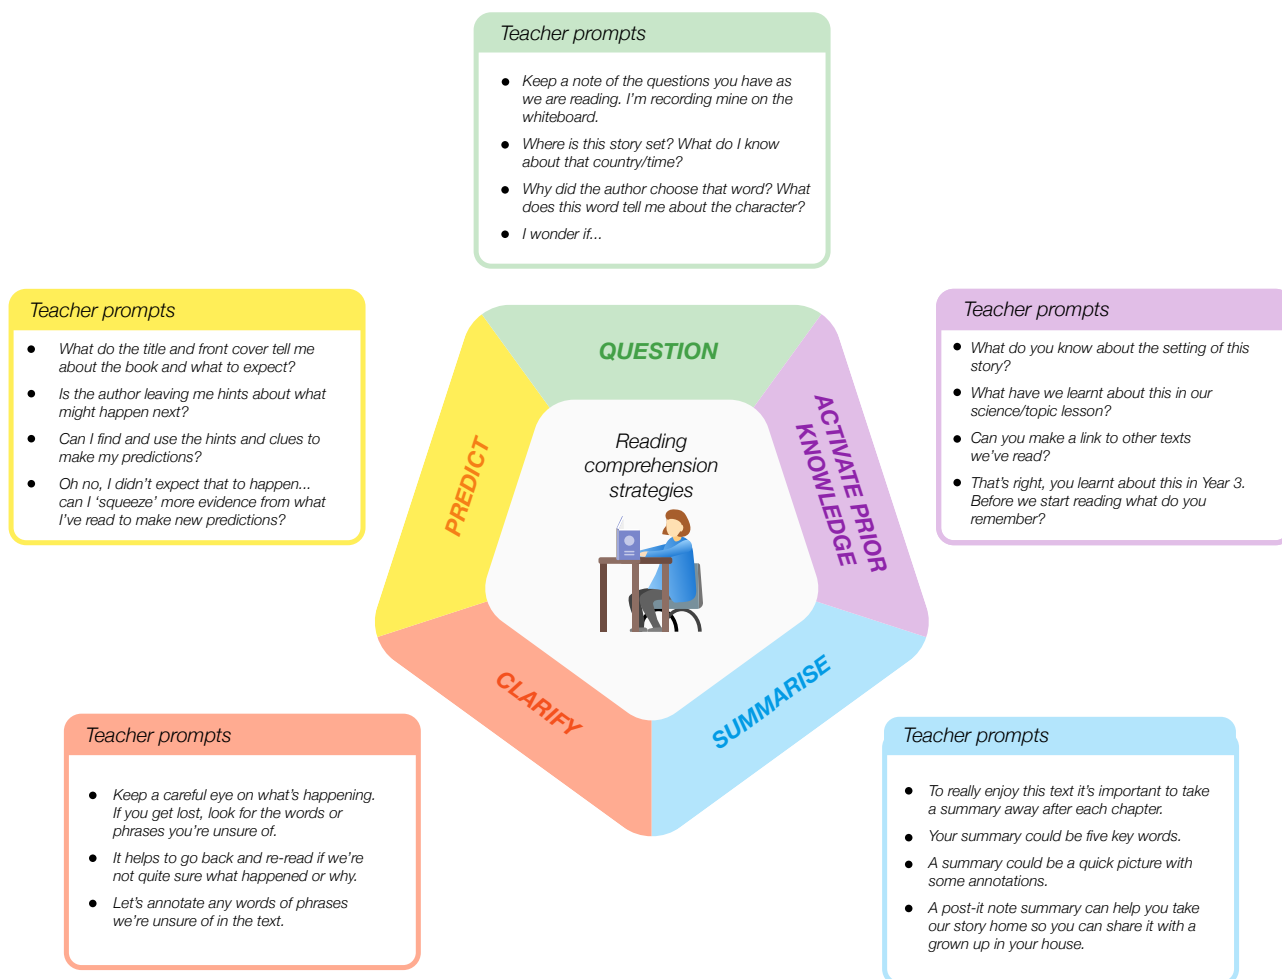 Teacher prompts
● Keep a note of the questions you have as
we are reading. I'm recording mine on the
whiteboard.
● Where is this story set? What do I know
about that country/time?
● Why did the author choose that word? What
does this word tell me about the character?
● I wonder if...
Teacher prompts
● What do the title and front cover tell me
about the book and what to expect?
● Is the author leaving me hints about what
might happen next?
● Can I find and use the hints and clues to
make my predictions?
● Oh no, I didn't expect that to happen...
can I ‘squeeze’ more evidence from what
I've read to make new predictions?
Teacher prompts
● What do you know about the setting of this
story?
● What have we learnt about this in our
science/topic lesson?
● Can you make a link to other texts
we've read?
● That's right, you learnt about this in Year 3.
Before we start reading what do you
remember?
QUESTION
PREDICT
ACTIVATE PRIOR
KNOWLEDGE
Reading
comprehension
strategies
CLARIFY
SUMMARISE
Teacher prompts
● Keep a careful eye on what's happening.
If you get lost, look for the words or
phrases you're unsure of.
● It helps to go back and re-read if we're
not quite sure what happened or why.
● Let's annotate any words of phrases
we're unsure of in the text.
Teacher prompts
● To really enjoy this text it's important to take
a summary away after each chapter.
● Your summary could be five key words.
● A summary could be a quick picture with
some annotations.
● A post-it note summary can help you take
our story home so you can share it with a
grown up in your house.